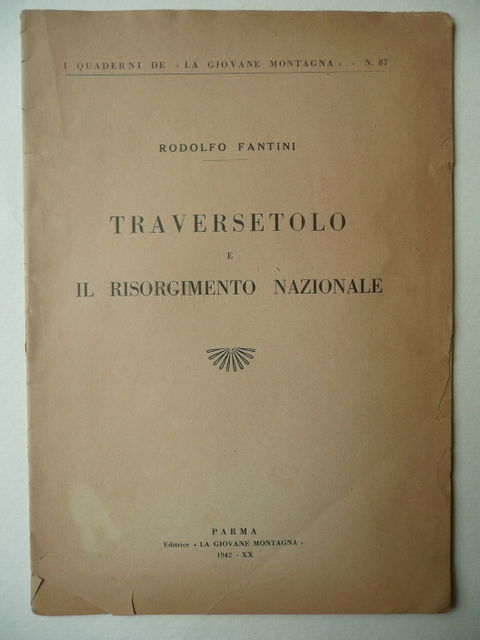 I QUADERNI DE « LA GIOVANE MONTAGNA » - N. 87
RODOLFO FANTINI
TRAVERSETOLO
E
IL RISORGIMENTO NAZIONALE
PARMA
Editrice « LA GIOVANE MONTAGNA »
1942 - XX